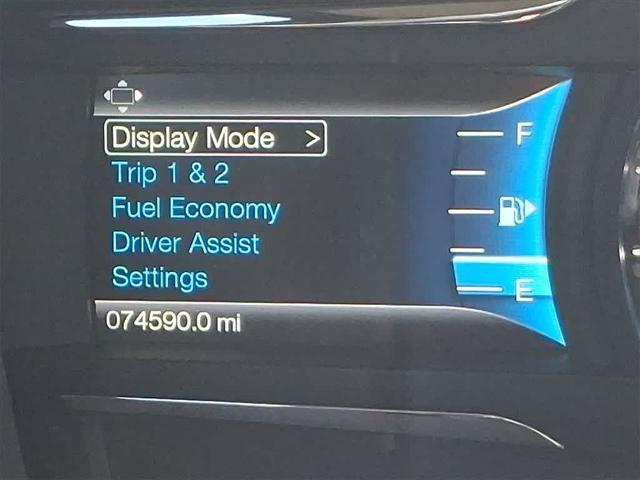 Display Mode >
Trip 1 & 2
Fuel Economy
Driver Assist
Settings
074590.0 mi
F
E